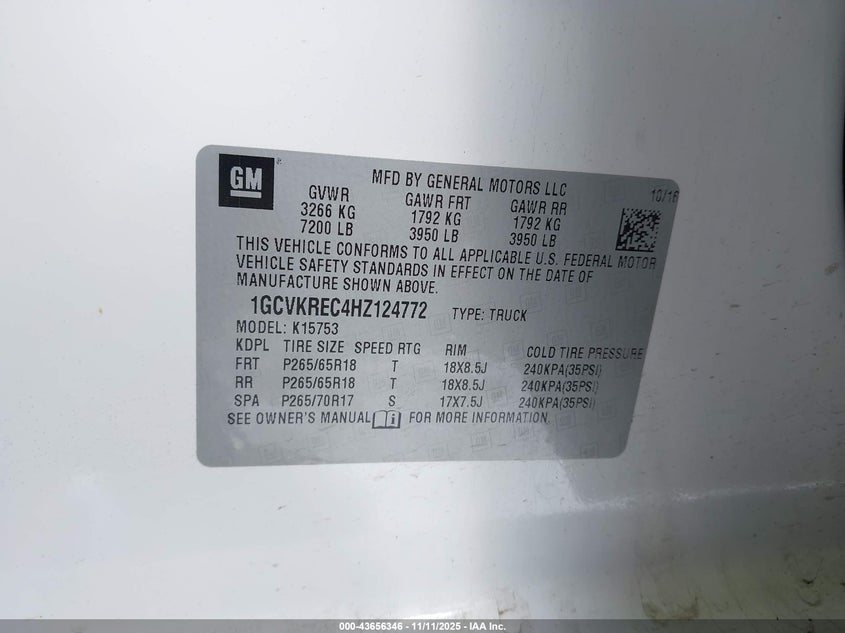 GM
MFD BY GENERAL MOTORS LLC
10/16
GVWR GAWR FRT GAWR RR
3266 KG 1792 KG 1792 KG
7200 LB 3950 LB 3950 LB
THIS VEHICLE CONFORMS TO ALL APPLICABLE U.S. FEDERAL MOTOR
VEHICLE SAFETY STANDARDS IN EFFECT ON THE DATE OF
MANUFACTURE SHOWN ABOVE.
1GCVKREC4HZ124772 TYPE: TRUCK
MODEL: K15753
KDPL TIRE SIZE SPEED RTG RIM COLD TIRE PRESSURE
FRT P265/65R18 T 18X8.5J 240KPA(35PSI)
RR P265/65R18 T 18X8.5J 240KPA(35PSI)
SPA P265/70R17 S 17X7.5J 240KPA(35PSI)
SEE OWNER'S MANUAL FOR MORE INFORMATION.
000-43656346 - 11/11/2025 - IAA Inc.